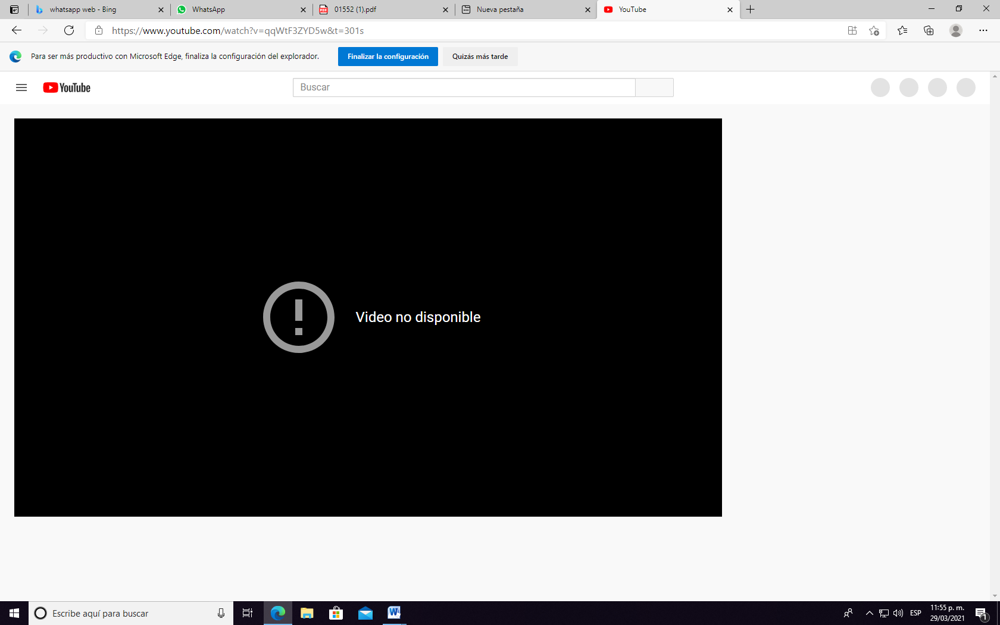 whatsapp web - Bing
WhatsApp
01552 (1).pdf
Nueva pestaña
YouTube
https://www.youtube.com/watch?v=qqWtF3ZYD5w&t=301s
Para ser más productivo con Microsoft Edge, finaliza la configuración del explorador.
Finalizar la configuración
Quizás más tarde
YouTube
Buscar
Video no disponible
Escribe aquí para buscar
ESP
11:55 p. m.
29/03/2021
1